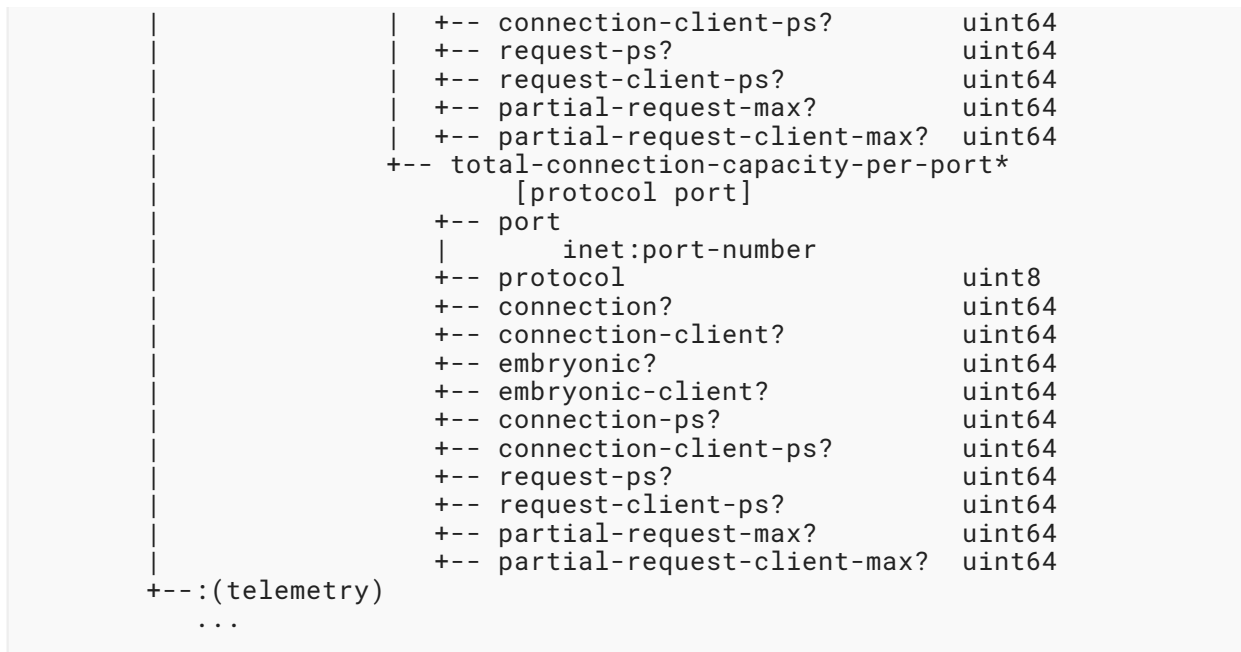 |                  |  +-- connection-client-ps?      uint64
|                  |  +-- request-ps?                uint64
|                  |  +-- request-client-ps?         uint64
|                  |  +-- partial-request-max?       uint64
|                  |  +-- partial-request-client-max?  uint64
|                  +-- total-connection-capacity-per-port*
|                          [protocol port]
|                     +-- port
|                     |       inet:port-number
|                     +-- protocol                   uint8
|                     +-- connection?                uint64
|                     +-- connection-client?         uint64
|                     +-- embryonic?                 uint64
|                     +-- embryonic-client?          uint64
|                     +-- connection-ps?             uint64
|                     +-- connection-client-ps?      uint64
|                     +-- request-ps?                uint64
|                     +-- request-client-ps?         uint64
|                     +-- partial-request-max?       uint64
|                     +-- partial-request-client-max?  uint64
+--:(telemetry)
   ...